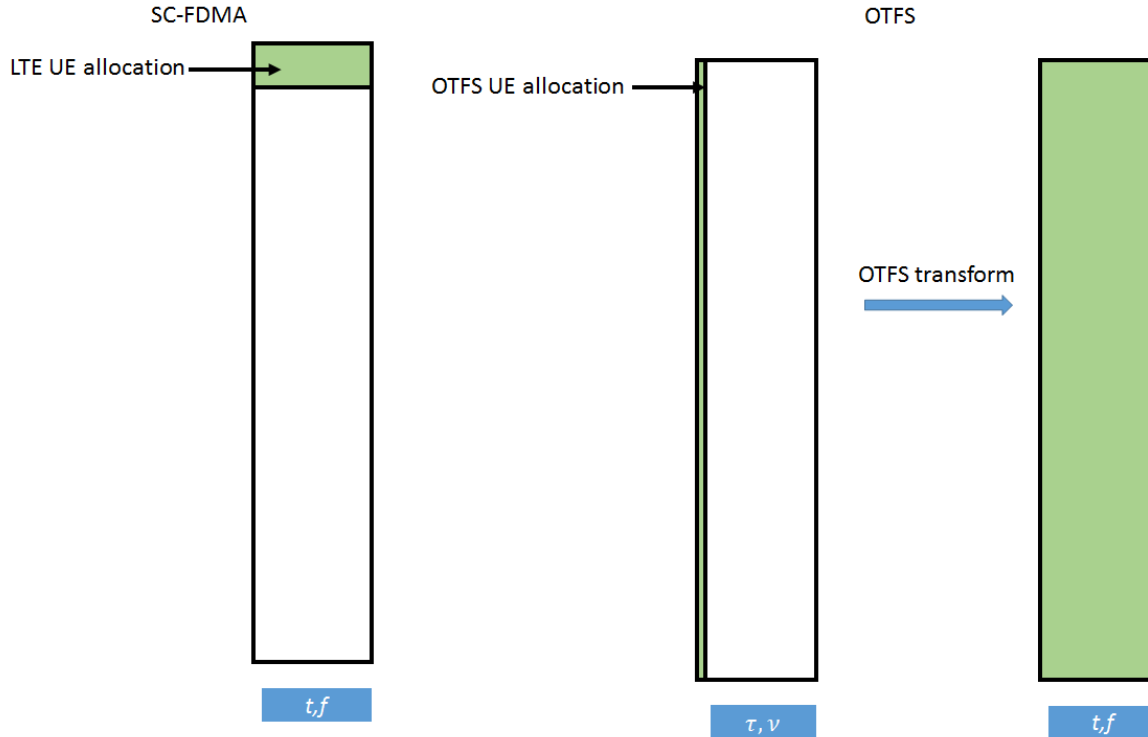 SC-FDMA
OTFS
LTE UE allocation
OTFS UE allocation
OTFS transform
t,f
τ, ν
t,f